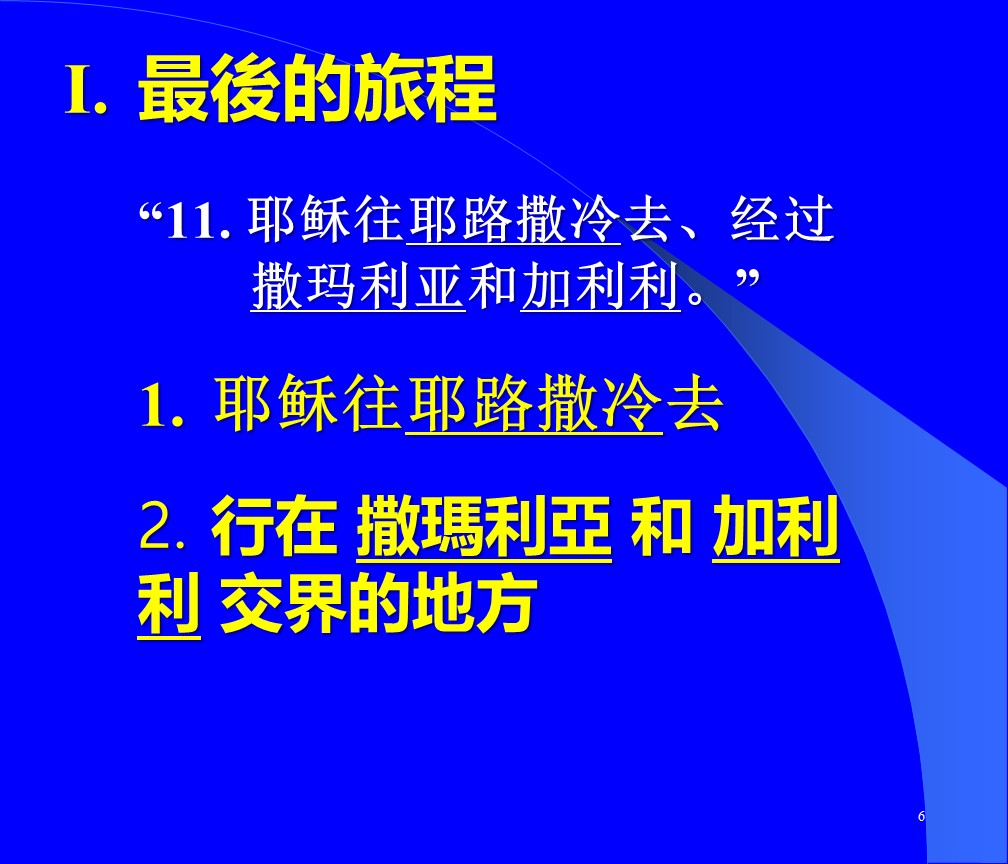 I. 最後的旅程
“11. 耶稣往耶路撒冷去、经过
撒玛利亚和加利利。”
1. 耶稣往耶路撒冷去
2. 行在 撒瑪利亞 和 加利
利 交界的地方
6